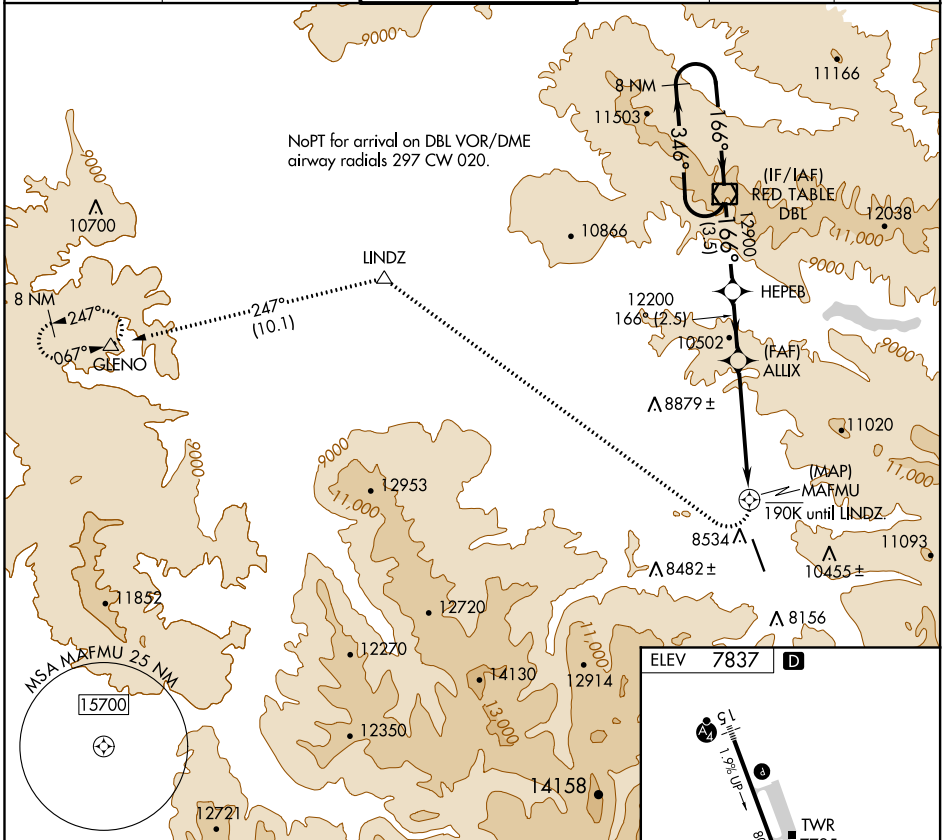 9000
11166
8 NM
11503
NoPT for arrival on DBL VOR/DME
airway radials 297 CW 020.
346°
166°
9000
10700
(IF/IAF)
RED TABLE
DBL
12038
11,000
10866
12900
166°
(3.5)
9000
LINDZ
247°
(10.1)
HEPEB
8 NM
247°
067°
GLENO
12200
166° (2.5)
10502
(FAF)
ALLIX
9000
8879 ±
11020
11,000
9000
9000
11,000
12953
(MAP)
MAFMU
190K until LINDZ.
8534
11093
10455 ±
8482 ±
11852
12720
8156
12270
11,000
14130
12914
13,000
MSA MAFMU 25 NM
15700
12350
14158
12721
ELEV 7837 D
15
A4
1.9% UP
P
TWR